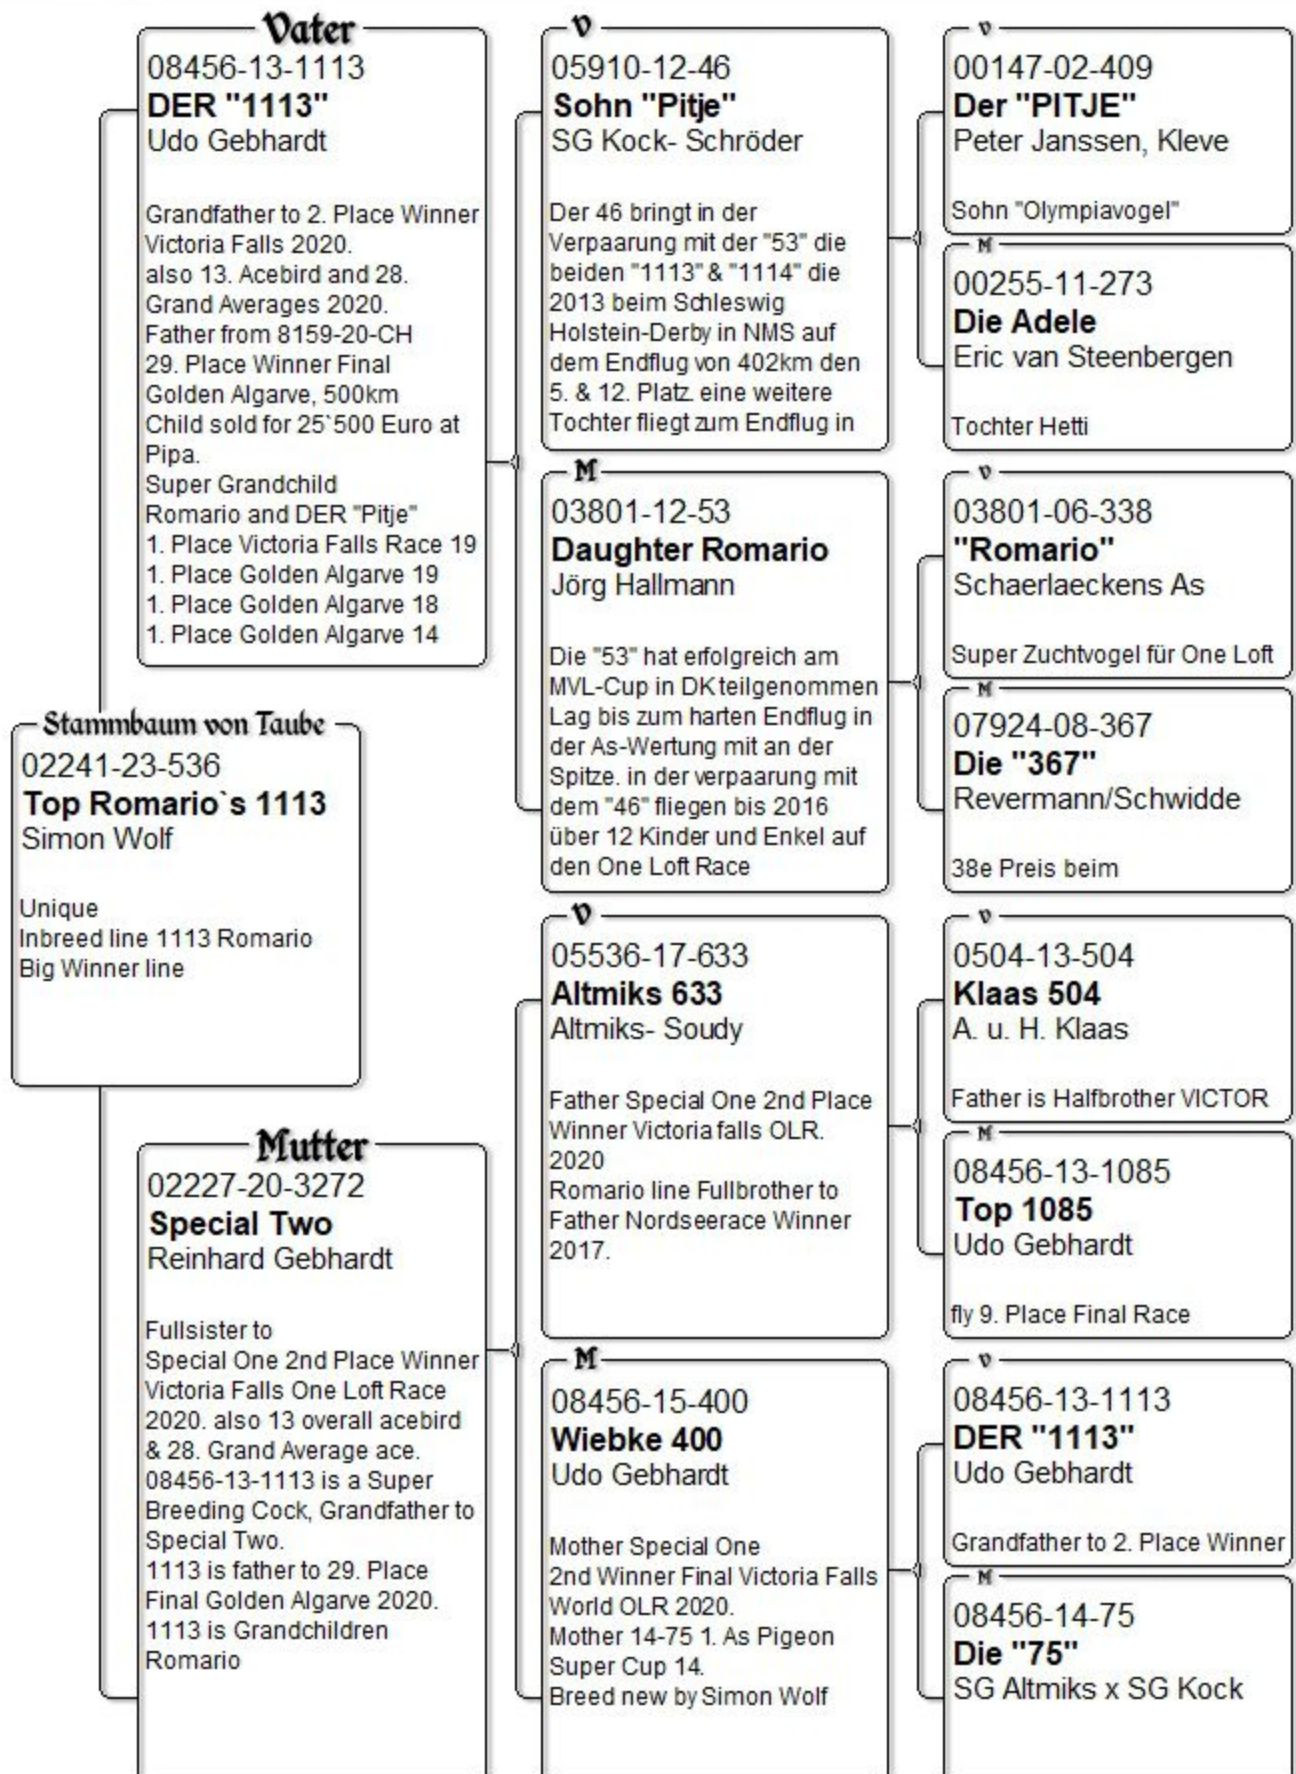 Vater
08456-13-1113
DER "1113"
Udo Gebhardt
Grandfather to 2. Place Winner
Victoria Falls 2020.
also 13. Acebird and 28.
Grand Averages 2020.
Father from 8159-20-CH
29. Place Winner Final
Golden Algarve, 500km
Child sold for 25`500 Euro at
Pipa.
Super Grandchild
Romario and DER "Pitje"
1. Place Victoria Falls Race 19
1. Place Golden Algarve 19
1. Place Golden Algarve 18
1. Place Golden Algarve 14
Stammbaum von Taube
02241-23-536
Top Romario`s 1113
Simon Wolf
Unique
Inbreed line 1113 Romario
Big Winner line
Mutter
02227-20-3272
Special Two
Reinhard Gebhardt
Fullsister to
Special One 2nd Place Winner
Victoria Falls One Loft Race
2020. also 13 overall acebird
& 28. Grand Average ace.
08456-13-1113 is a Super
Breeding Cock, Grandfather to
Special Two.
1113 is father to 29. Place
Final Golden Algarve 2020.
1113 is Grandchildren
Romario
V
05910-12-46
Sohn "Pitje"
SG Kock- Schröder
Der 46 bringt in der
Verpaarung mit der "53" die
beiden "1113" & "1114" die
2013 beim Schleswig
Holstein-Derby in NMS auf
dem Endflug von 402km den
5. & 12. Platz. eine weitere
Tochter fliegt zum Endflug in
M
03801-12-53
Daughter Romario
Jörg Hallmann
Die "53" hat erfolgreich am
MVL-Cup in DK teilgenommen
Lag bis zum harten Endflug in
der As-Wertung mit an der
Spitze. in der verpaarung mit
dem "46" fliegen bis 2016
über 12 Kinder und Enkel auf
den One Loft Race
V
05536-17-633
Altmiks 633
Altmiks- Soudy
Father Special One 2nd Place
Winner Victoria falls OLR.
2020
Romario line Fullbrother to
Father Nordseerace Winner
2017.
M
08456-15-400
Wiebke 400
Udo Gebhardt
Mother Special One
2nd Winner Final Victoria Falls
World OLR 2020.
Mother 14-75 1. As Pigeon
Super Cup 14.
Breed new by Simon Wolf
V
00147-02-409
Der "PITJE"
Peter Janssen, Kleve
Sohn "Olympiavogel"
M
00255-11-273
Die Adele
Eric van Steenbergen
Tochter Hetti
V
03801-06-338
"Romario"
Schaerlaeckens As
Super Zuchtvogel für One Loft
M
07924-08-367
Die "367"
Revermann/Schwidde
38e Preis beim
V
0504-13-504
Klaas 504
A. u. H. Klaas
Father is Halfbrother VICTOR
M
08456-13-1085
Top 1085
Udo Gebhardt
fly 9. Place Final Race
V
08456-13-1113
DER "1113"
Udo Gebhardt
Grandfather to 2. Place Winner
M
08456-14-75
Die "75"
SG Altmiks x SG Kock